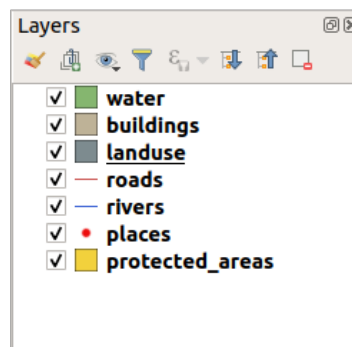 Layers
water
buildings
landuse
roads
rivers
places
protected_areas